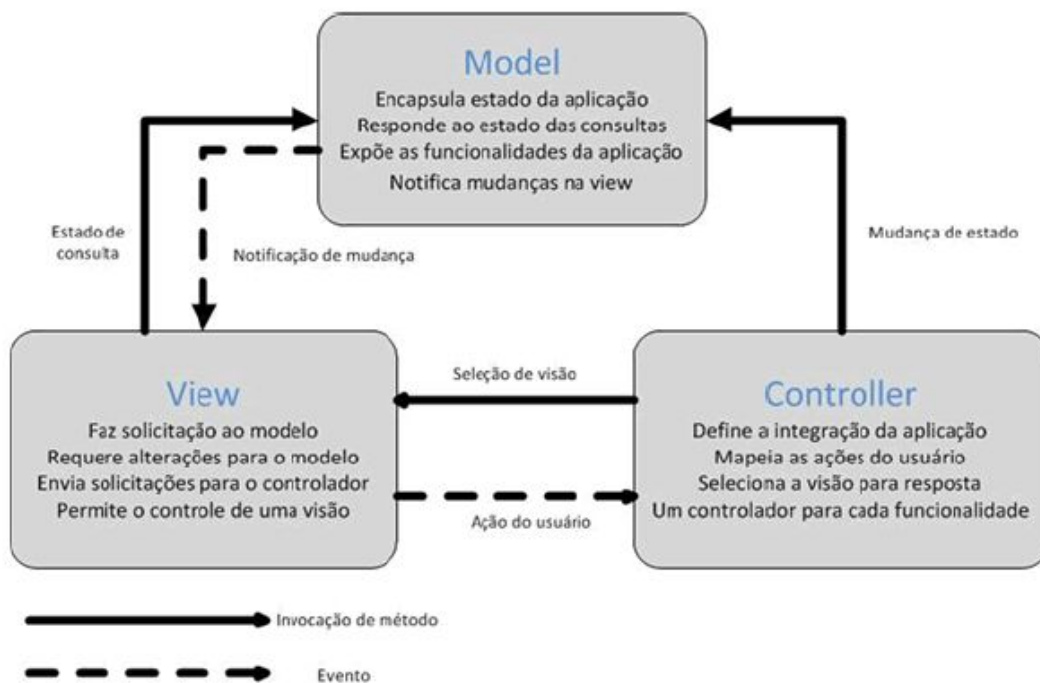 Model
Encapsula estado da aplicação
Responde ao estado das consultas
Expõe as funcionalidades da aplicação
Notifica mudanças na view
Estado de
consulta
Notificação de mudança
Mudança de estado
View
Faz solicitação ao modelo
Requere alterações para o modelo
Envia solicitações para o controlador
Permite o controle de uma visão
Seleção de visão
Ação do usuário
Controller
Define a integração da aplicação
Mapeia as ações do usuário
Seleciona a visão para resposta
Um controlador para cada funcionalidade
Invocação de método
Evento